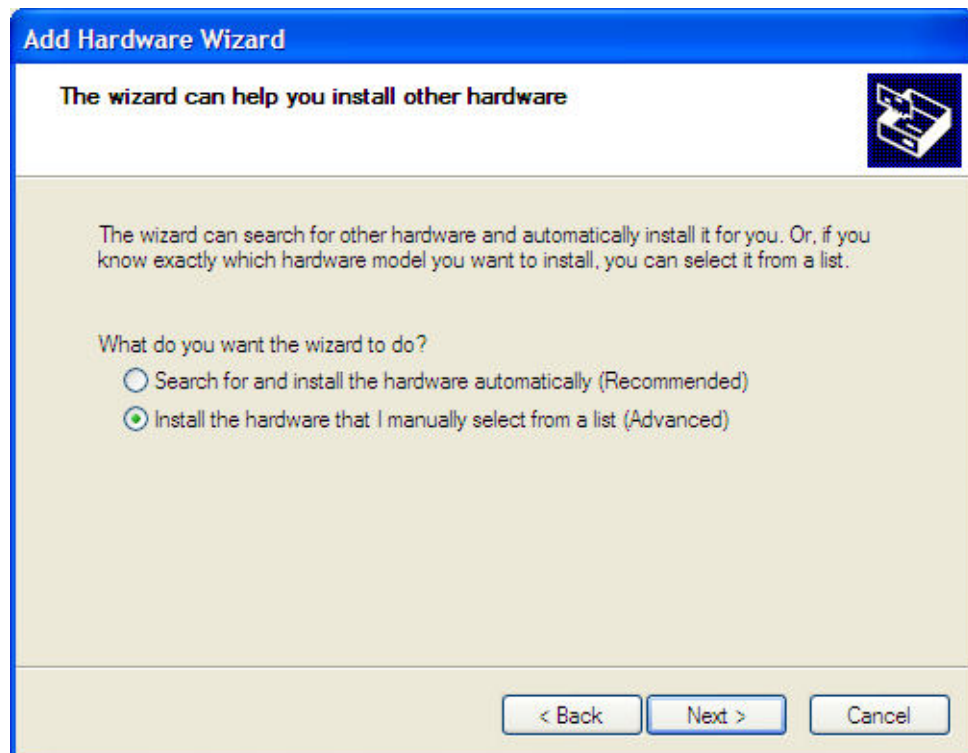 Add Hardware Wizard
The wizard can help you install other hardware
The wizard can search for other hardware and automatically install it for you. Or, if you
know exactly which hardware model you want to install, you can select it from a list.
What do you want the wizard to do?
Search for and install the hardware automatically (Recommended)
Install the hardware that I manually select from a list (Advanced)
< Back Next > Cancel